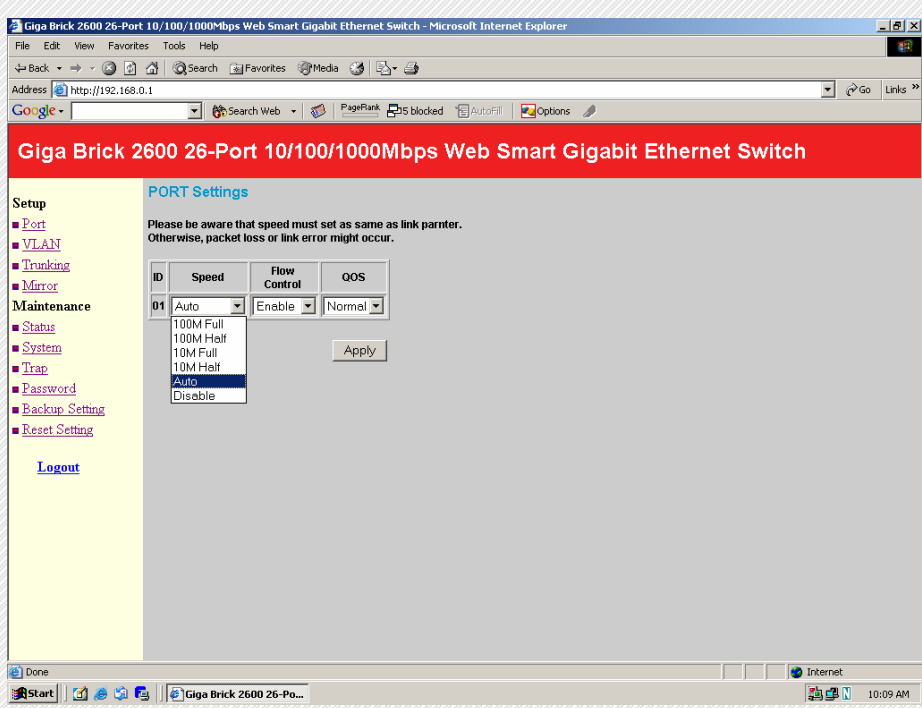 Giga Brick 2600 26-Port 10/100/1000Mbps Web Smart Gigabit Ethernet Switch - Microsoft Internet Explorer
File Edit View Favorites Tools Help
Back Search Favorites Media
Address http://192.168.0.1 Go Links »
Google Search Web PageRank 15 blocked AutoFill Options
Giga Brick 2600 26-Port 10/100/1000Mbps Web Smart Gigabit Ethernet Switch
Setup
Port
VLAN
Trunking
Mirror
Maintenance
Status
System
Trap
Password
Backup Setting
Reset Setting
Logout
PORT Settings
Please be aware that speed must set as same as link parnter.
Otherwise, packet loss or link error might occur.
ID Speed Flow Control QOS
01 Auto Enable Normal
100M Full
100M Half
10M Full
10M Half
Auto
Disable
Apply
Done Internet
Start Giga Brick 2600 26-Po... 10:09 AM